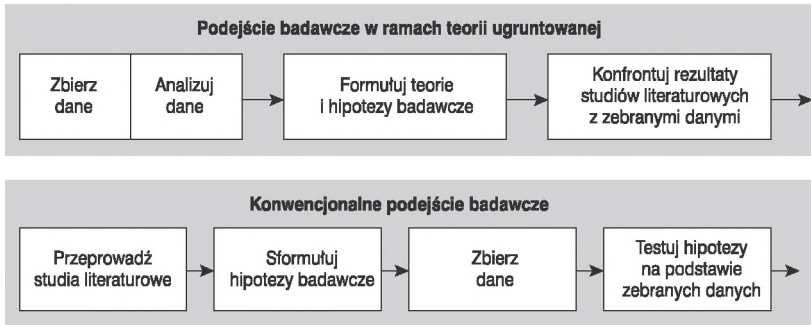 Podejście badawcze w ramach teorii ugruntowanej
Zbierz
dane
Analizuj
dane
Formułuj teorie
i hipotezy badawcze
Konfrontuj rezultaty
studiów literaturowych
z zebranymi danymi
Konwencjonalne podejście badawcze
Przeprowadź
studia literaturowe
Sformułuj
hipotezy badawcze
Zbierz
dane
Testuj hipotezy
na podstawie
zebranych danych